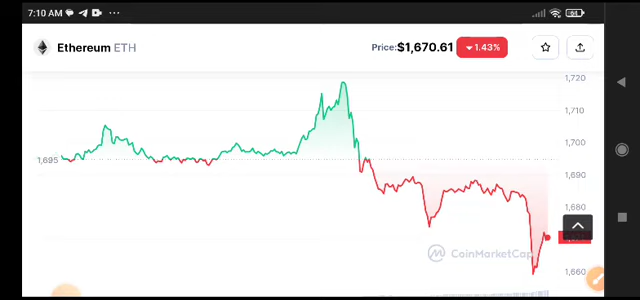 7:10 AM
64
Ethereum ETH
Price:$1,670.61 ▼1.43%
1,720
1,710
1,700
1,695
1,690
1,680
1,660
CoinMarketCap